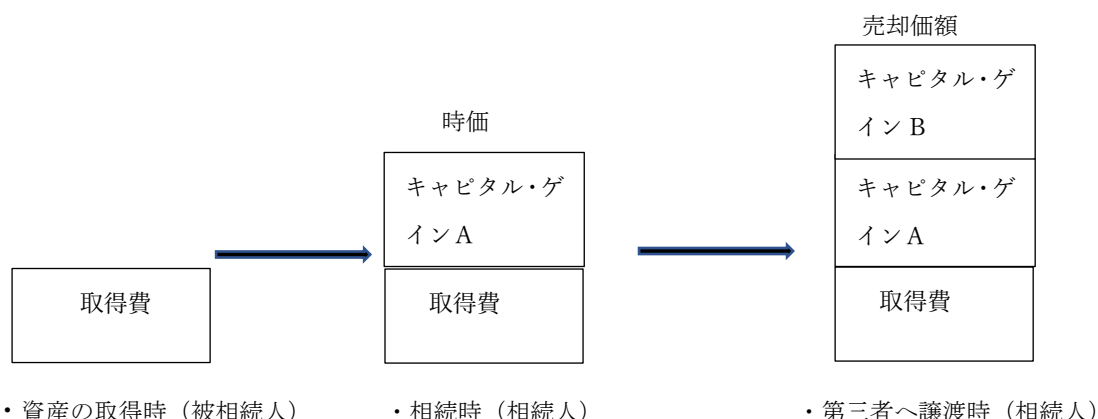 売却価額
キャピタル・ゲ
イン B
時価
キャピタル・ゲ
イン A
キャピタル・ゲ
イン A
取得費
取得費
取得費
・資産の取得時（被相続人）
・相続時（相続人）
・第三者へ譲渡時（相続人）